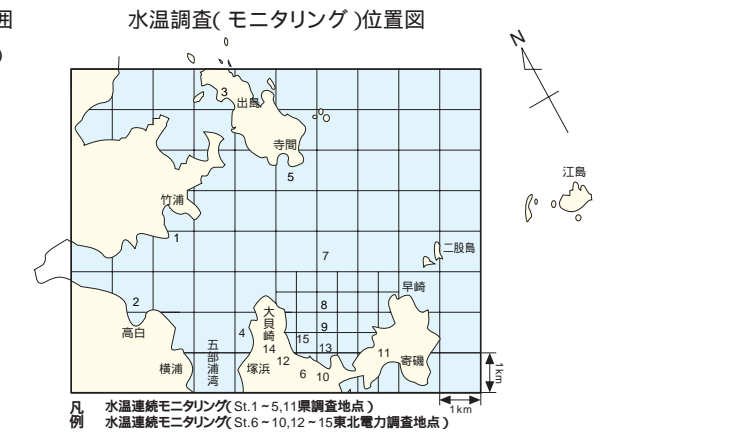 囲
)
水温調査( モニタリング )位置図
N
3
出島
寺間
5
江島
竹浦
1
7
二股島
早崎
2
高白
8
大貝崎
9
4
15
13
14
12
11
五部浦湾
横浦
塚浜
6
10
寄磯
1km
1km
凡例
水温連続モニタリング(St.1~5,11県調査地点)
水温連続モニタリング(St.6~10,12~15東北電力調査地点)